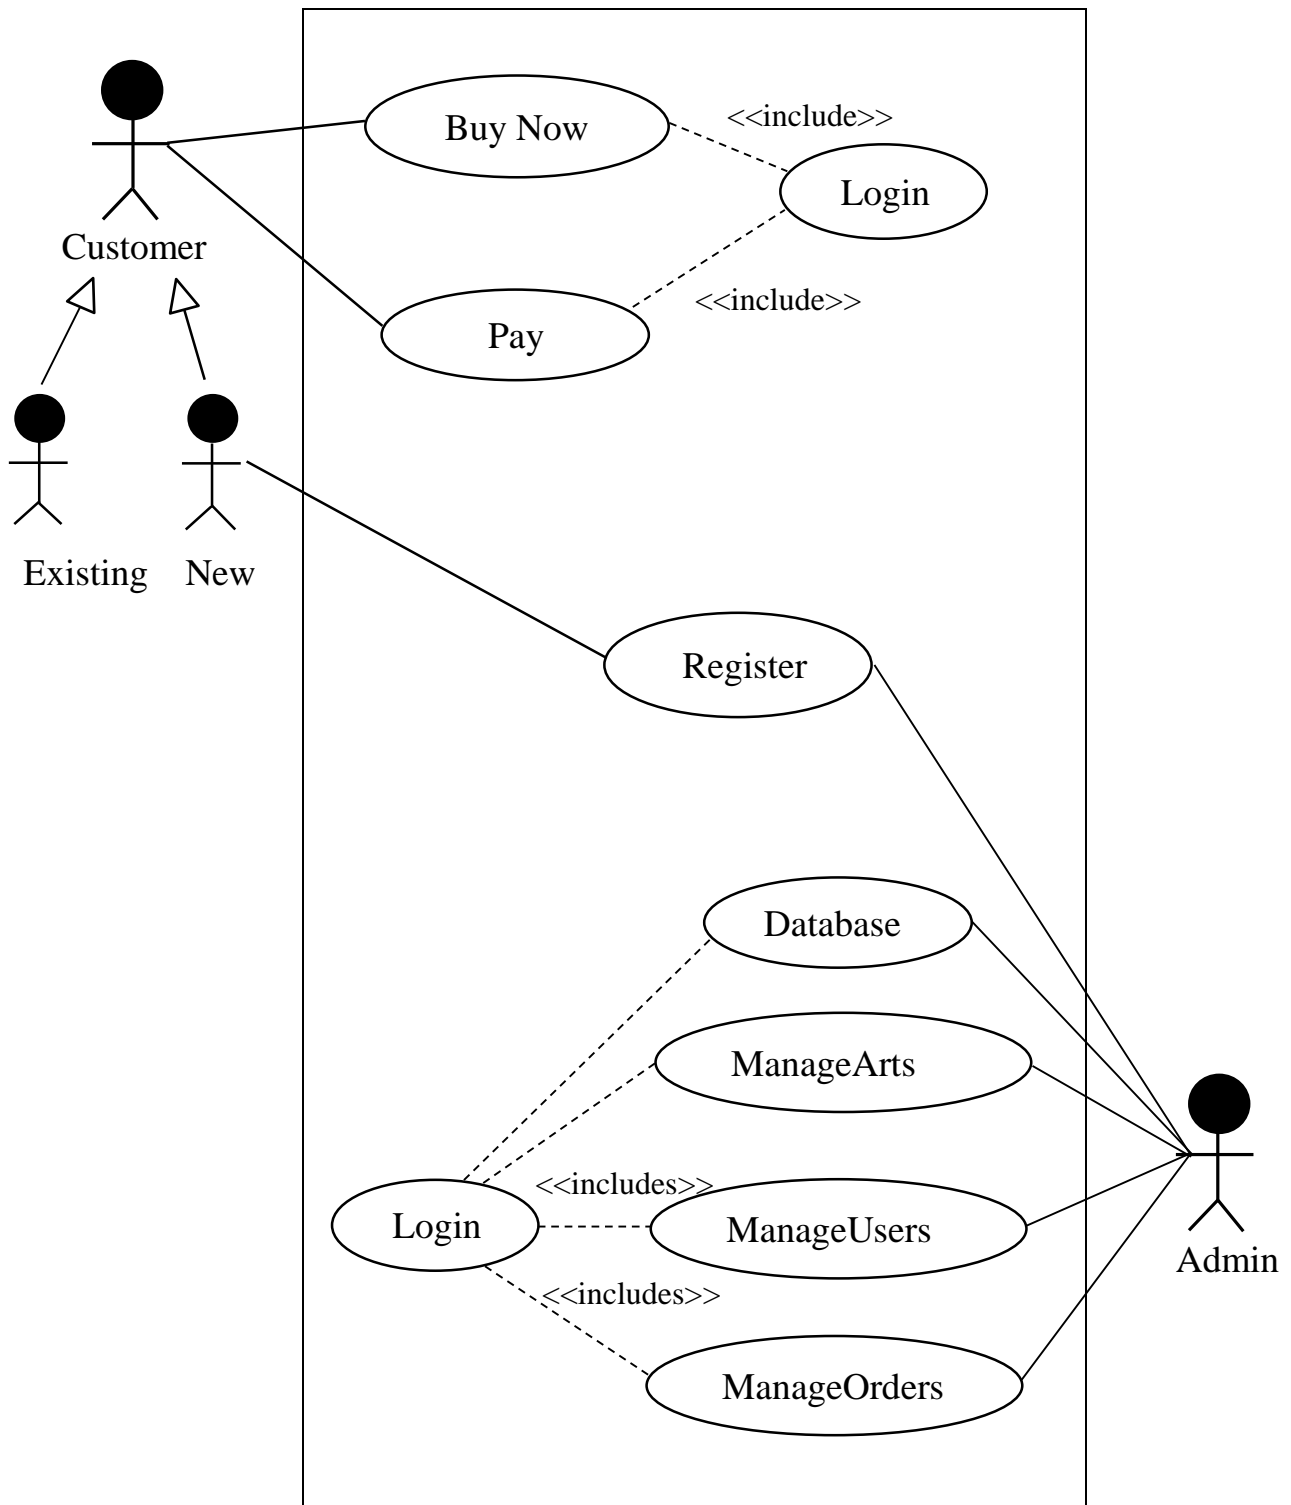 <<include>>
Buy Now
Login
Customer
<<include>>
Pay
Existing
New
Register
Database
ManageArts
<<includes>>
Login
ManageUsers
Admin
<<includes>>
ManageOrders